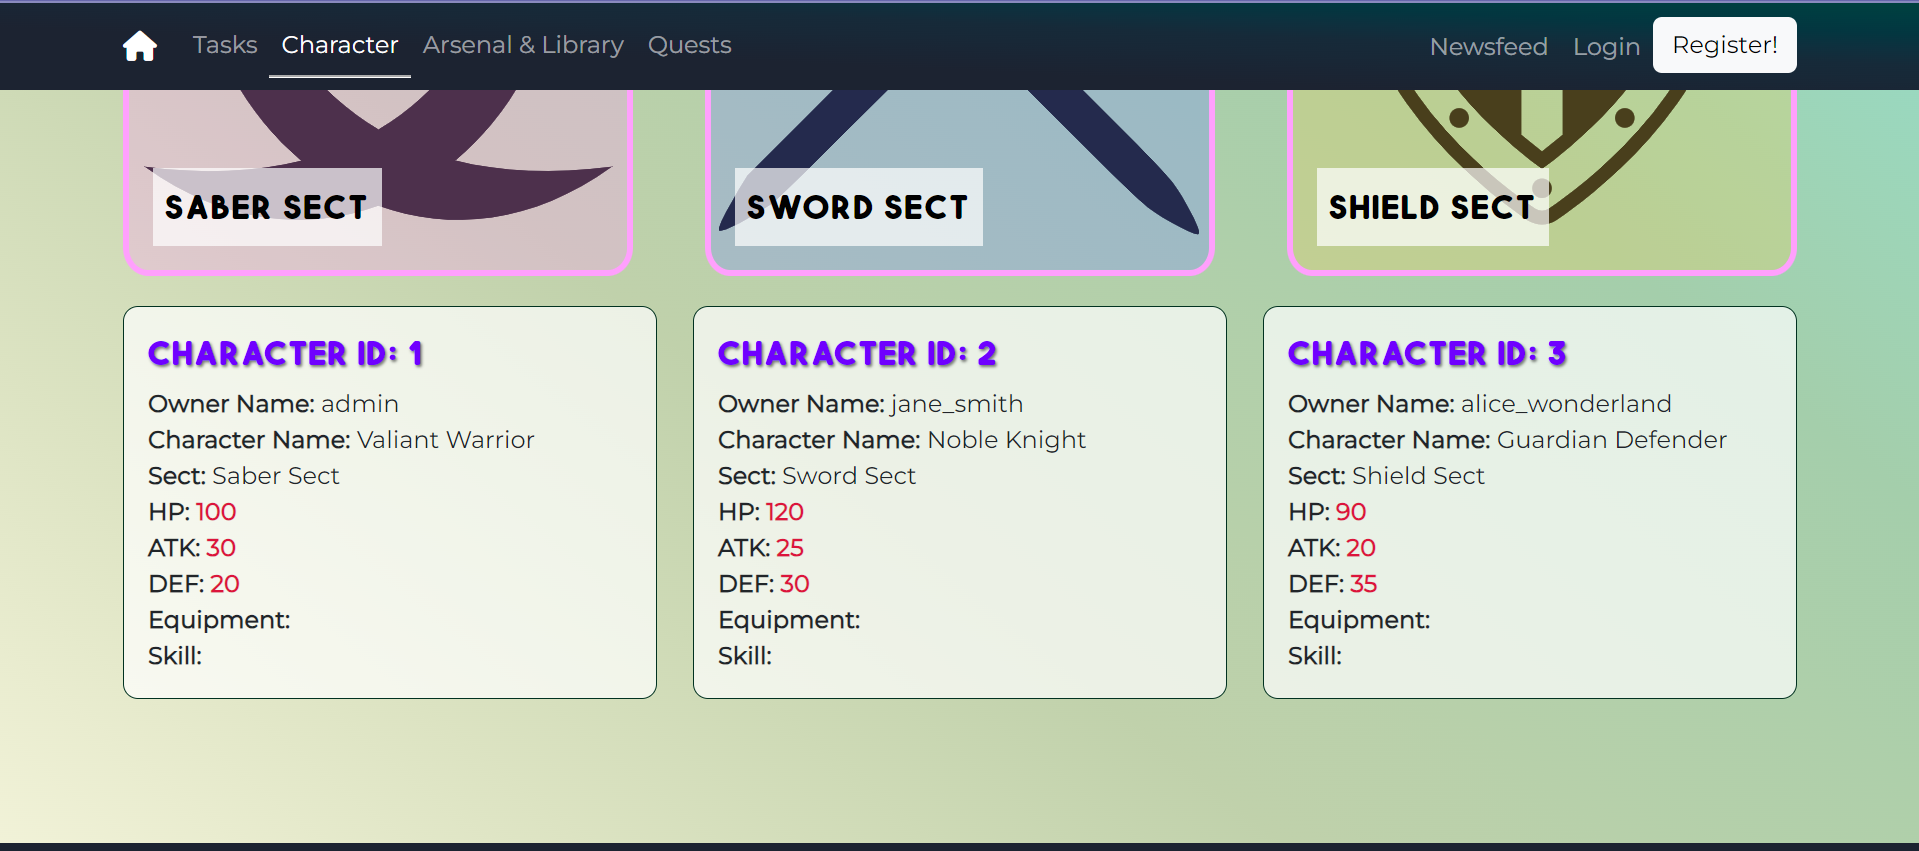 Tasks Character Arsenal & Library Quests Newsfeed Login Register!
SABER SECT
SWORD SECT
SHIELD SECT
CHARACTER ID: 1
Owner Name: admin
Character Name: Valiant Warrior
Sect: Saber Sect
HP: 100
ATK: 30
DEF: 20
Equipment:
Skill:
CHARACTER ID: 2
Owner Name: jane_smith
Character Name: Noble Knight
Sect: Sword Sect
HP: 120
ATK: 25
DEF: 30
Equipment:
Skill:
CHARACTER ID: 3
Owner Name: alice_wonderland
Character Name: Guardian Defender
Sect: Shield Sect
HP: 90
ATK: 20
DEF: 35
Equipment:
Skill: